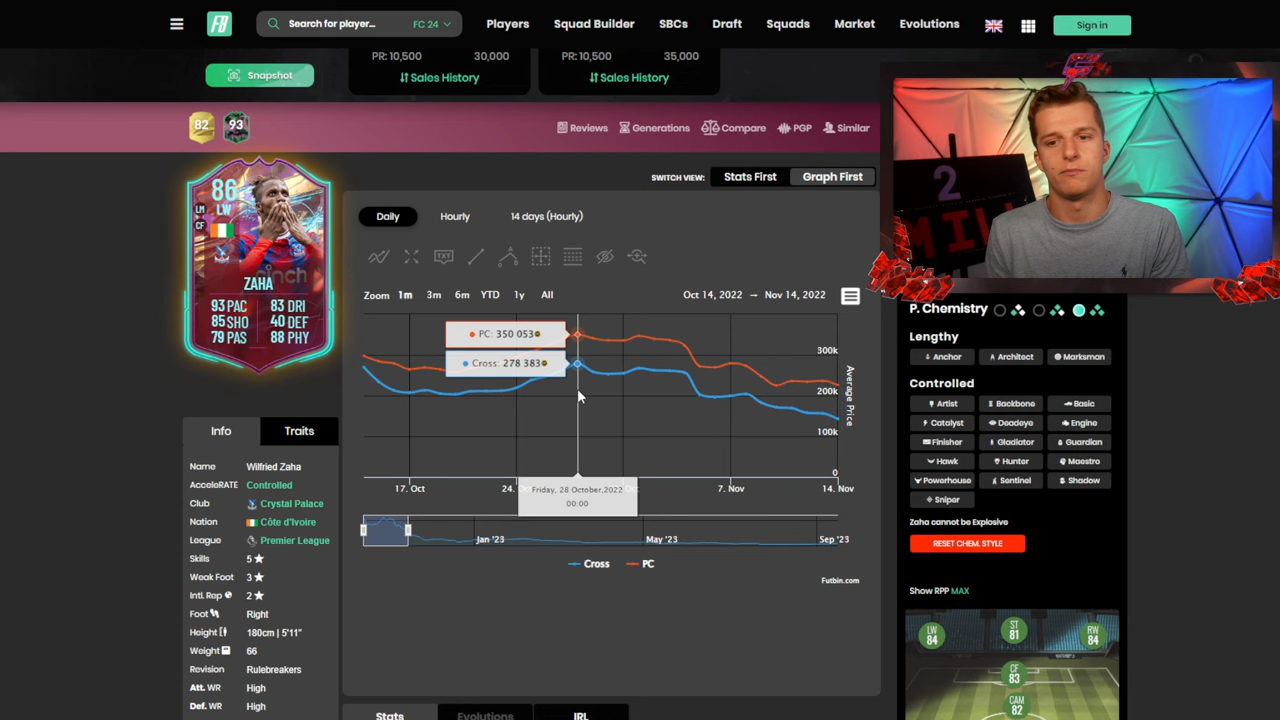 FB
Search for player...
FC 24
Players
Squad Builder
SBCs
Draft
Squads
Market
Evolutions
Sign in
Snapshot
PR: 10,500 30,000
Sales History
PR: 10,500 35,000
Sales History
82
93
Reviews
Generations
Compare
PGP
Similar
SWITCH VIEW:
Stats First
Graph First
86
LW
LM
CF
cinch
ZAHA
93 PAC
85 SHO
79 PAS
83 DRI
40 DEF
88 PHY
Daily
Hourly
14 days (Hourly)
TXT
Zoom 1m 3m 6m YTD 1y All
Oct 14, 2022 → Nov 14, 2022
PC: 350 053
Cross: 278 383
300k
200k
100k
0
Average Price
17. Oct
24.
7. Nov
14. Nov
Friday, 28 October, 2022
00:00
Jan '23
May '23
Sep '23
Cross
PC
Futbin.com
Info
Traits
Name Wilfried Zaha
AcceleRATE Controlled
Club Crystal Palace
Nation Côte d'Ivoire
League Premier League
Skills 5
Weak Foot 3
Intl. Rep 2
Foot Right
Height 180cm | 5'11"
Weight 66
Revision Rulebreakers
Att. WR High
Def. WR High
Stats
Evolutions
IRL
2
MIL
P. Chemistry
Lengthy
Anchor
Architect
Marksman
Controlled
Artist
Backbone
Basic
Catalyst
Deadeye
Engine
Finisher
Gladiator
Guardian
Hawk
Hunter
Maestro
Powerhouse
Sentinel
Shadow
Sniper
Zaha cannot be Explosive
RESET CHEM. STYLE
Show RPP MAX
LW
84
ST
81
RW
84
CF
83
CAM
82